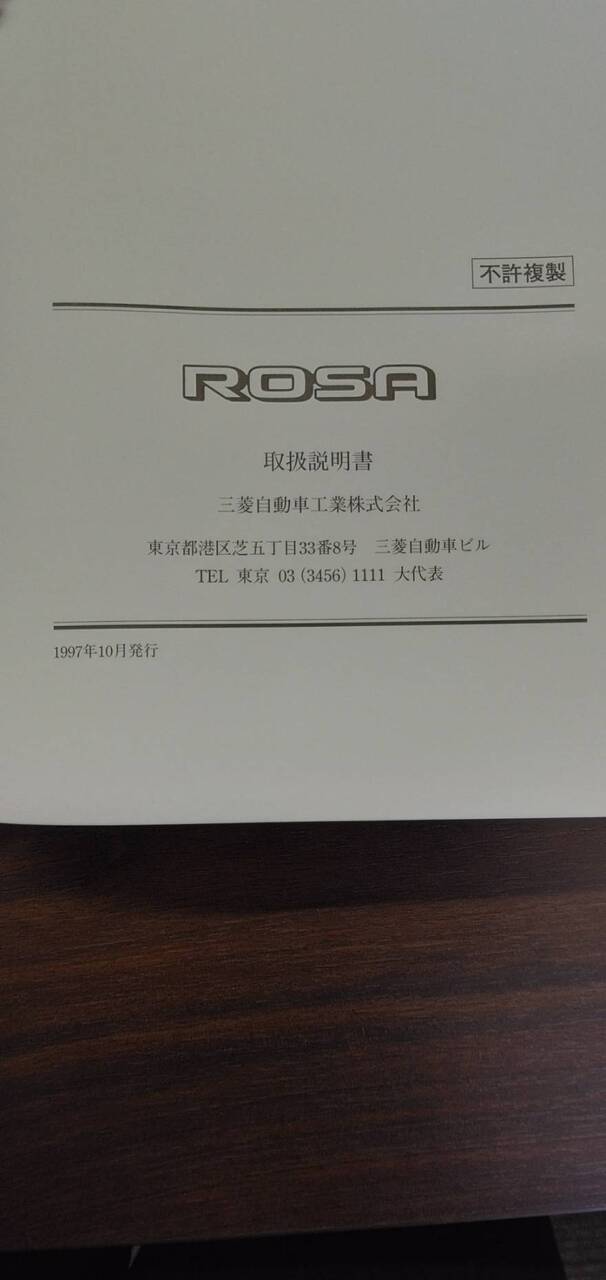 不許複製
ROSA
取扱説明書
三菱自動車工業株式会社
東京都港区芝五丁目33番8号　三菱自動車ビル
TEL 東京 03 (3456) 1111 大代表
1997年10月発行